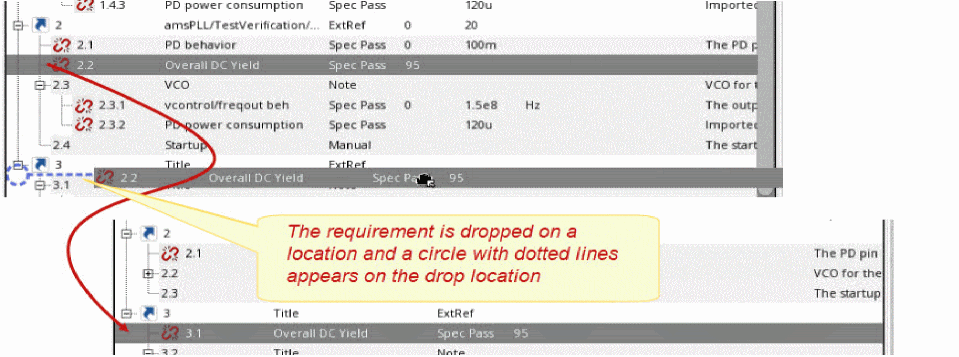 1.4.3 PD power consumption Spec Pass 120u Imported
2 amsPLL/TestVerification/... ExtRef 0 20
2.1 PD behavior Spec Pass 0 100m The PD p
2.2 Overall DC Yield Spec Pass 95
2.3 VCO Note VCO for t
2.3.1 vcontrol/freqout beh Spec Pass 0 1.5e8 Hz The outp
2.3.2 PD power consumption Spec Pass 120u Imported
2.4 Startup Manual The start
3 Title ExtRef
2.2 Overall DC Yield Spec Pa 95
3.1
The requirement is dropped on a
location and a circle with dotted lines
appears on the drop location
2
2.1 The PD pin
2.2 VCO for the
2.3 The startup
3 Title ExtRef
3.1 Overall DC Yield Spec Pass 95
3.2 Title Note